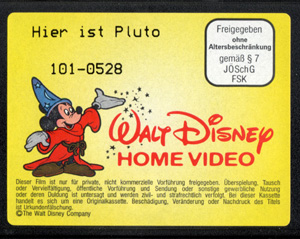 Hier ist Pluto
101-0528
Freigegeben
ohne
Altersbeschränkung
gemäß § 7
JÖSchG
FSK
WALT DISNEY
HOME VIDEO
Dieser Film ist nur für private, nicht kommerzielle Vorführung freigegeben. Überspielung, Tausch
oder Vervielfältigung, öffentliche Vorführung und Sendung oder sonstige gewerbliche Nutzung
oder deren Duldung ist untersagt und werden zivil- und strafrechtlich verfolgt. Bei dieser Kassette
handelt es sich um eine Originalkassette. Beschädigung, Veränderung oder Nachdruck des Titels
ist Urkundenfälschung.
©The Walt Disney Company